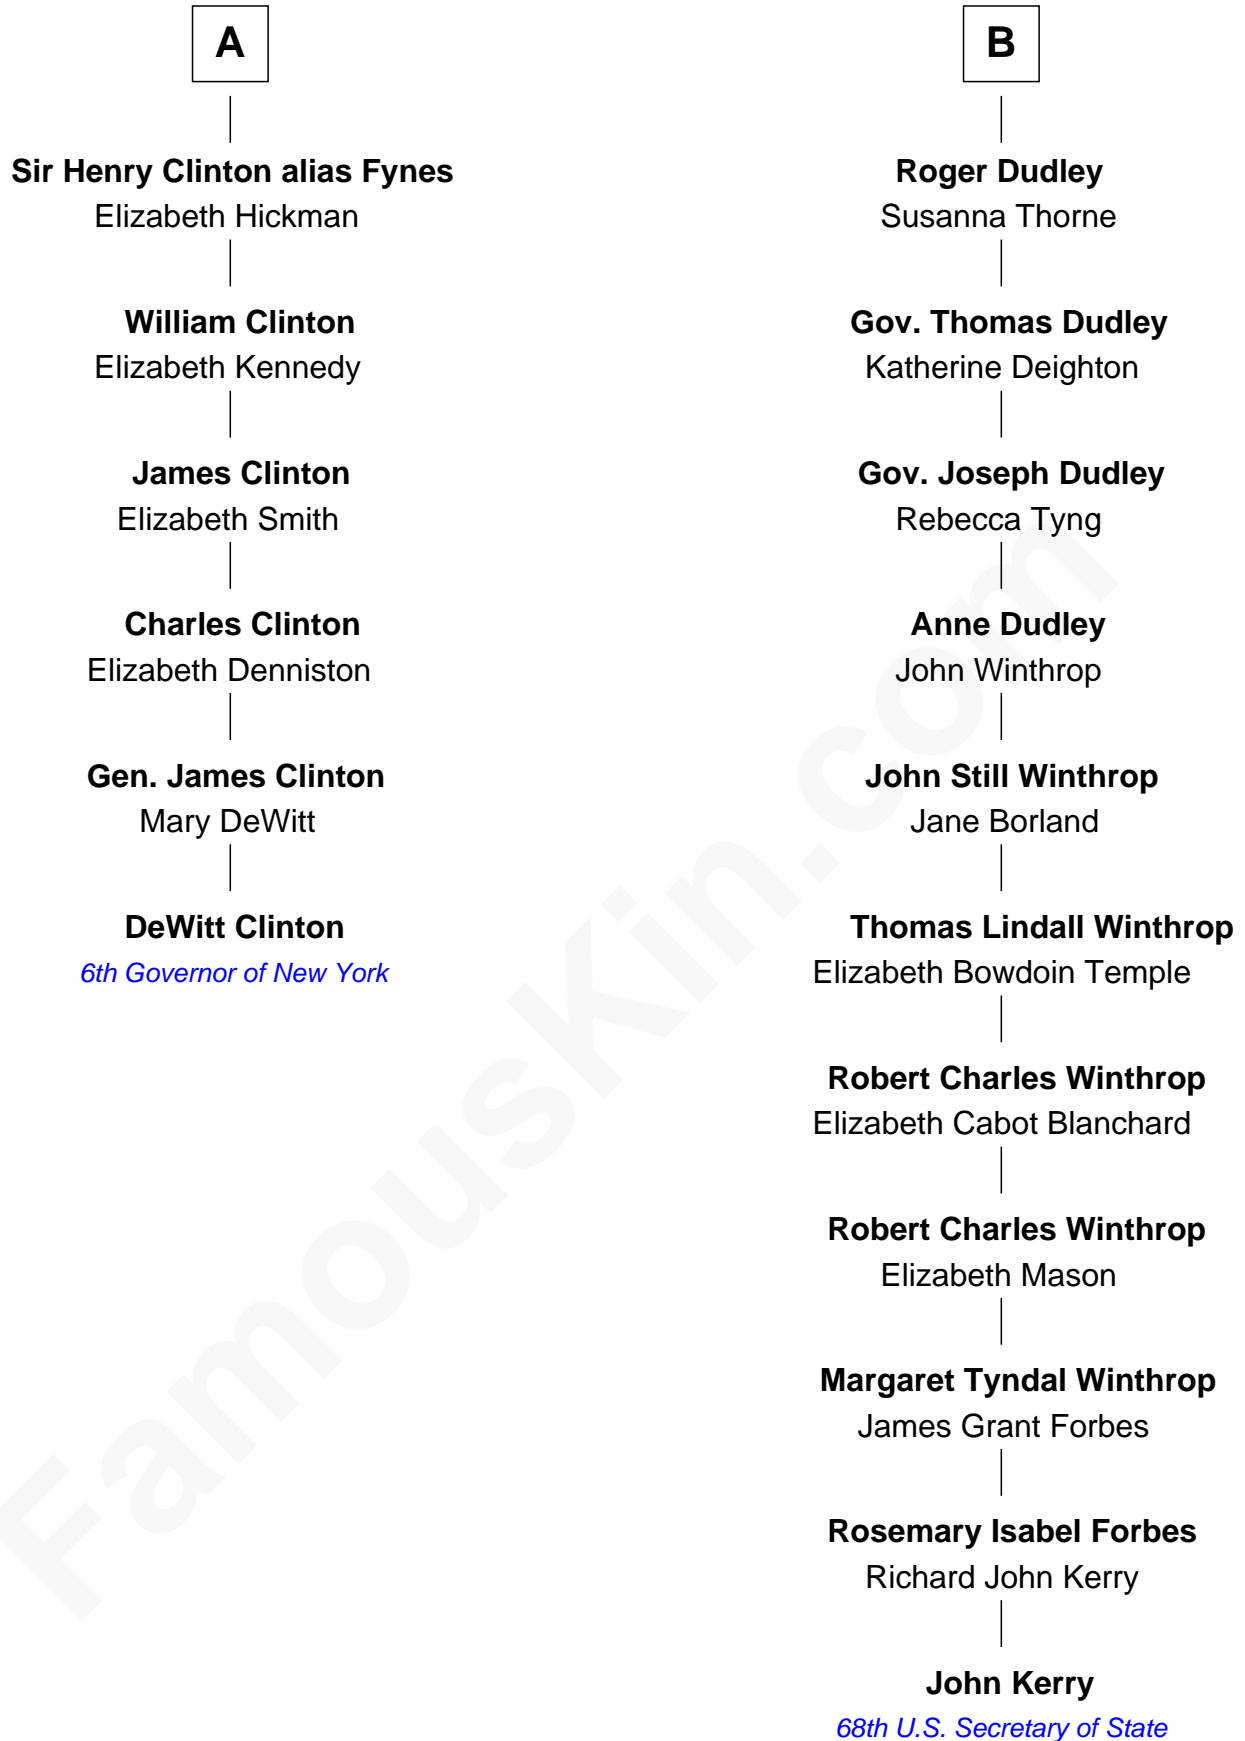 A
Sir Henry Clinton alias Fynes
Elizabeth Hickman
William Clinton
Elizabeth Kennedy
James Clinton
Elizabeth Smith
Charles Clinton
Elizabeth Denniston
Gen. James Clinton
Mary DeWitt
DeWitt Clinton
6th Governor of New York
B
Roger Dudley
Susanna Thorne
Gov. Thomas Dudley
Katherine Deighton
Gov. Joseph Dudley
Rebecca Tyng
Anne Dudley
John Winthrop
John Still Winthrop
Jane Borland
Thomas Lindall Winthrop
Elizabeth Bowdoin Temple
Robert Charles Winthrop
Elizabeth Cabot Blanchard
Robert Charles Winthrop
Elizabeth Mason
Margaret Tyndal Winthrop
James Grant Forbes
Rosemary Isabel Forbes
Richard John Kerry
John Kerry
68th U.S. Secretary of State
FamousKin.com